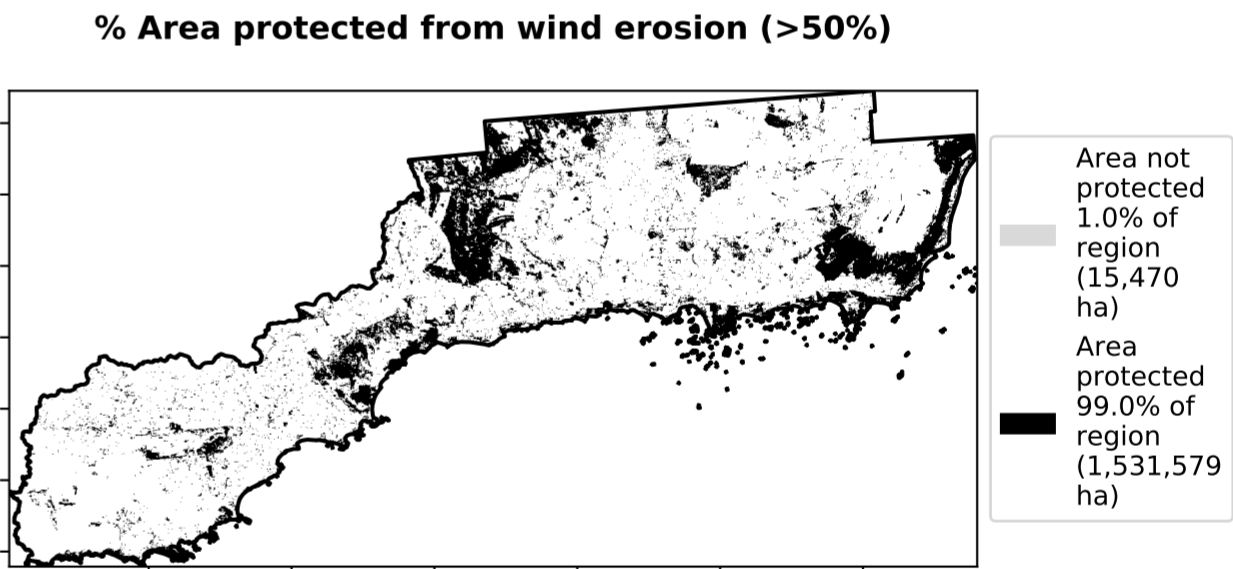 % Area protected from wind erosion (>50%)
Area not
protected
1.0% of
region
(15,470
ha)
Area
protected
99.0% of
region
(1,531,579
ha)